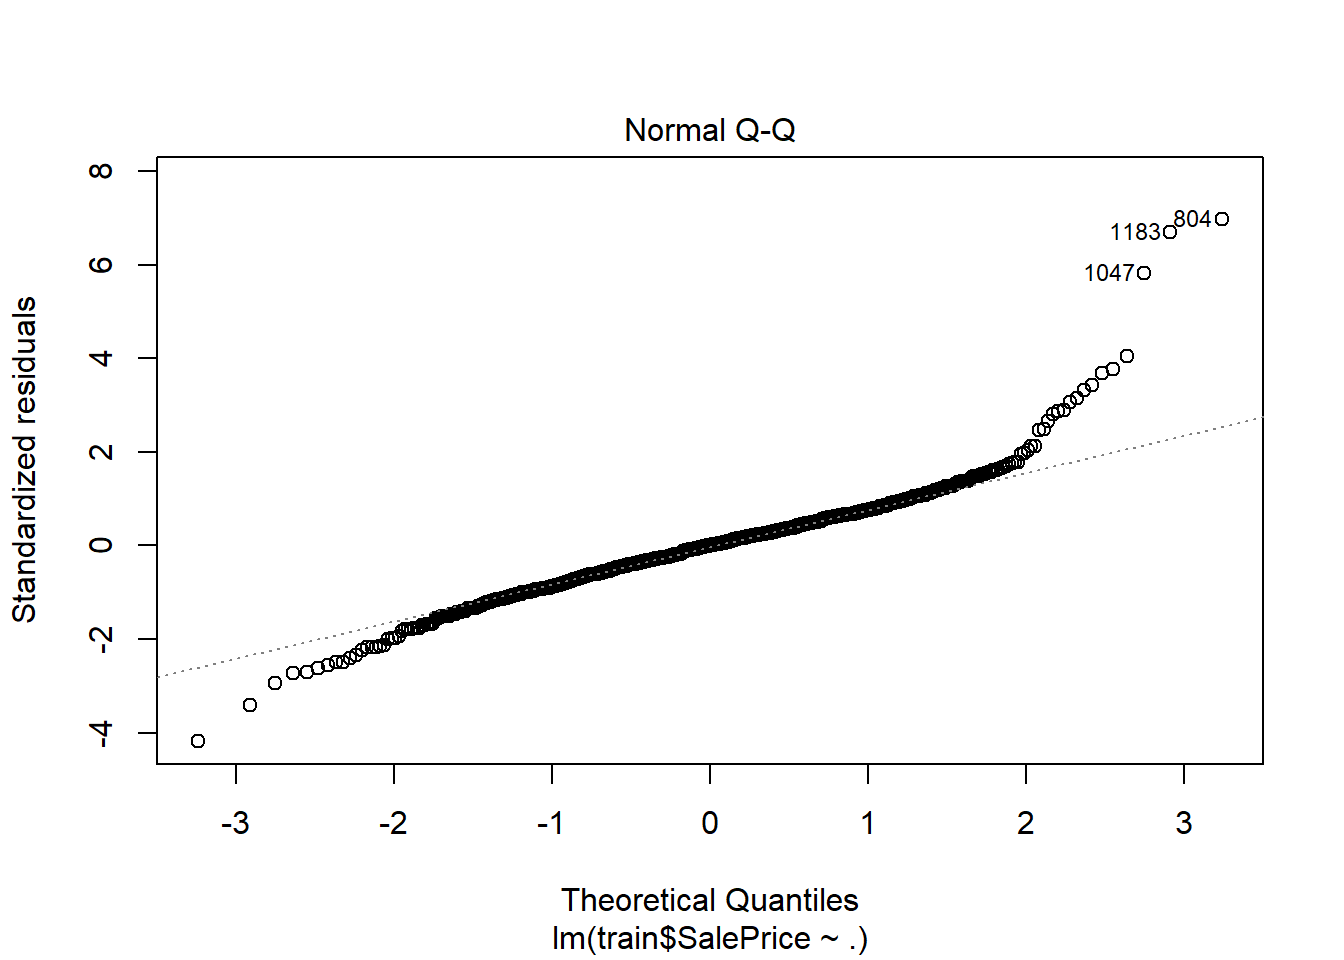 Normal Q-Q
8
6
4
2
0
-2
-4
Standardized residuals
1183
804
1047
-3 -2 -1 0 1 2 3
Theoretical Quantiles
lm(train$SalePrice ~ .)